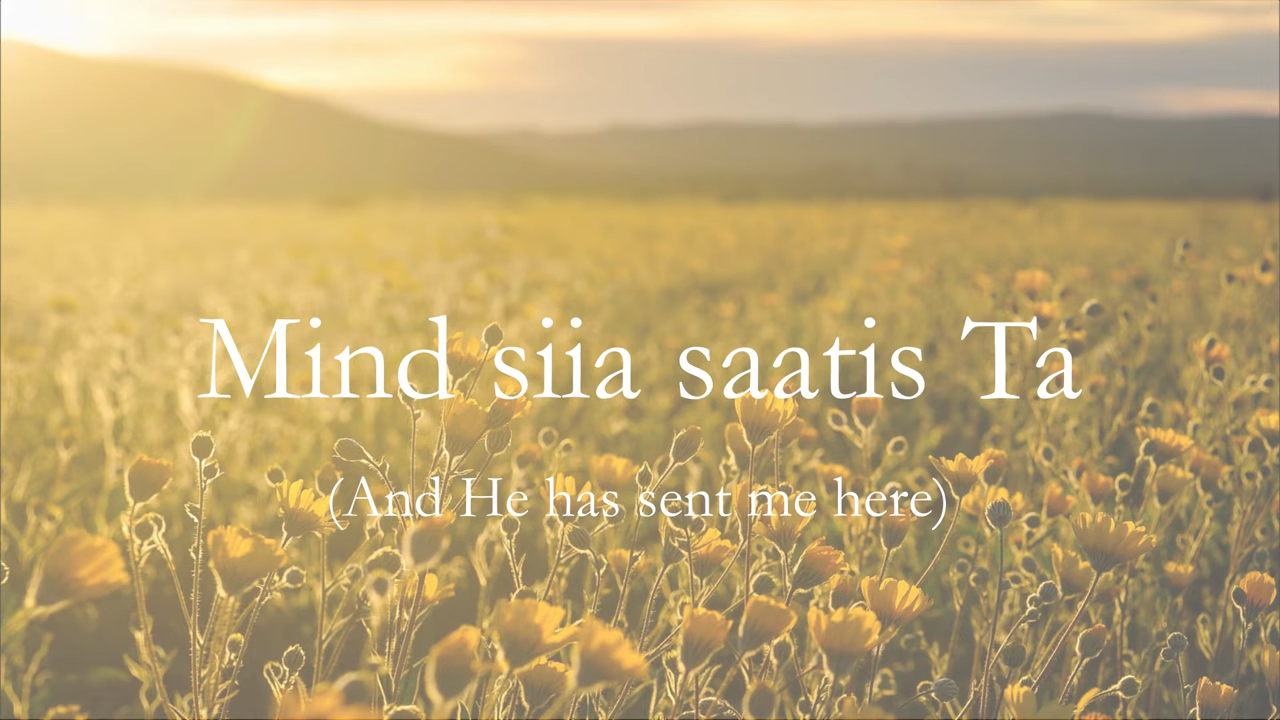 Mind siia saatis Ta
(And He has sent me here)